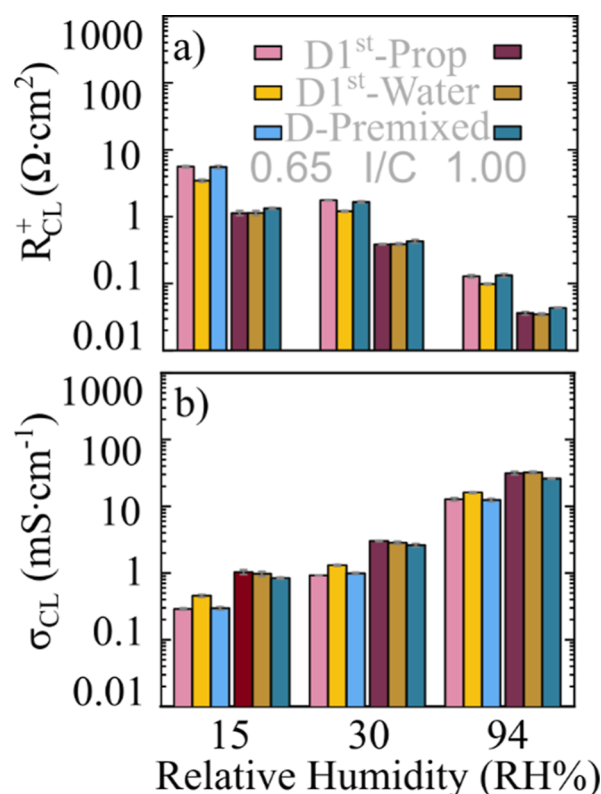 a)
D1ˢᵗ-Prop
D1ˢᵗ-Water
D-Premixed
0.65 I/C 1.00
R⁺CL (Ω·cm²)
1000
100
10
1
0.1
0.01
b)
σCL (mS·cm⁻¹)
1000
100
10
1
0.1
0.01
15 30 94
Relative Humidity (RH%)